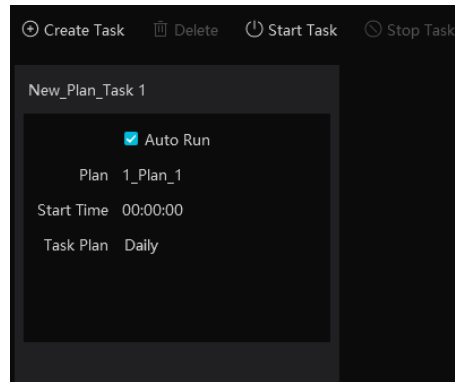 Create Task Delete Start Task Stop Task
New_Plan_Task 1
Auto Run
Plan 1_Plan_1
Start Time 00:00:00
Task Plan Daily